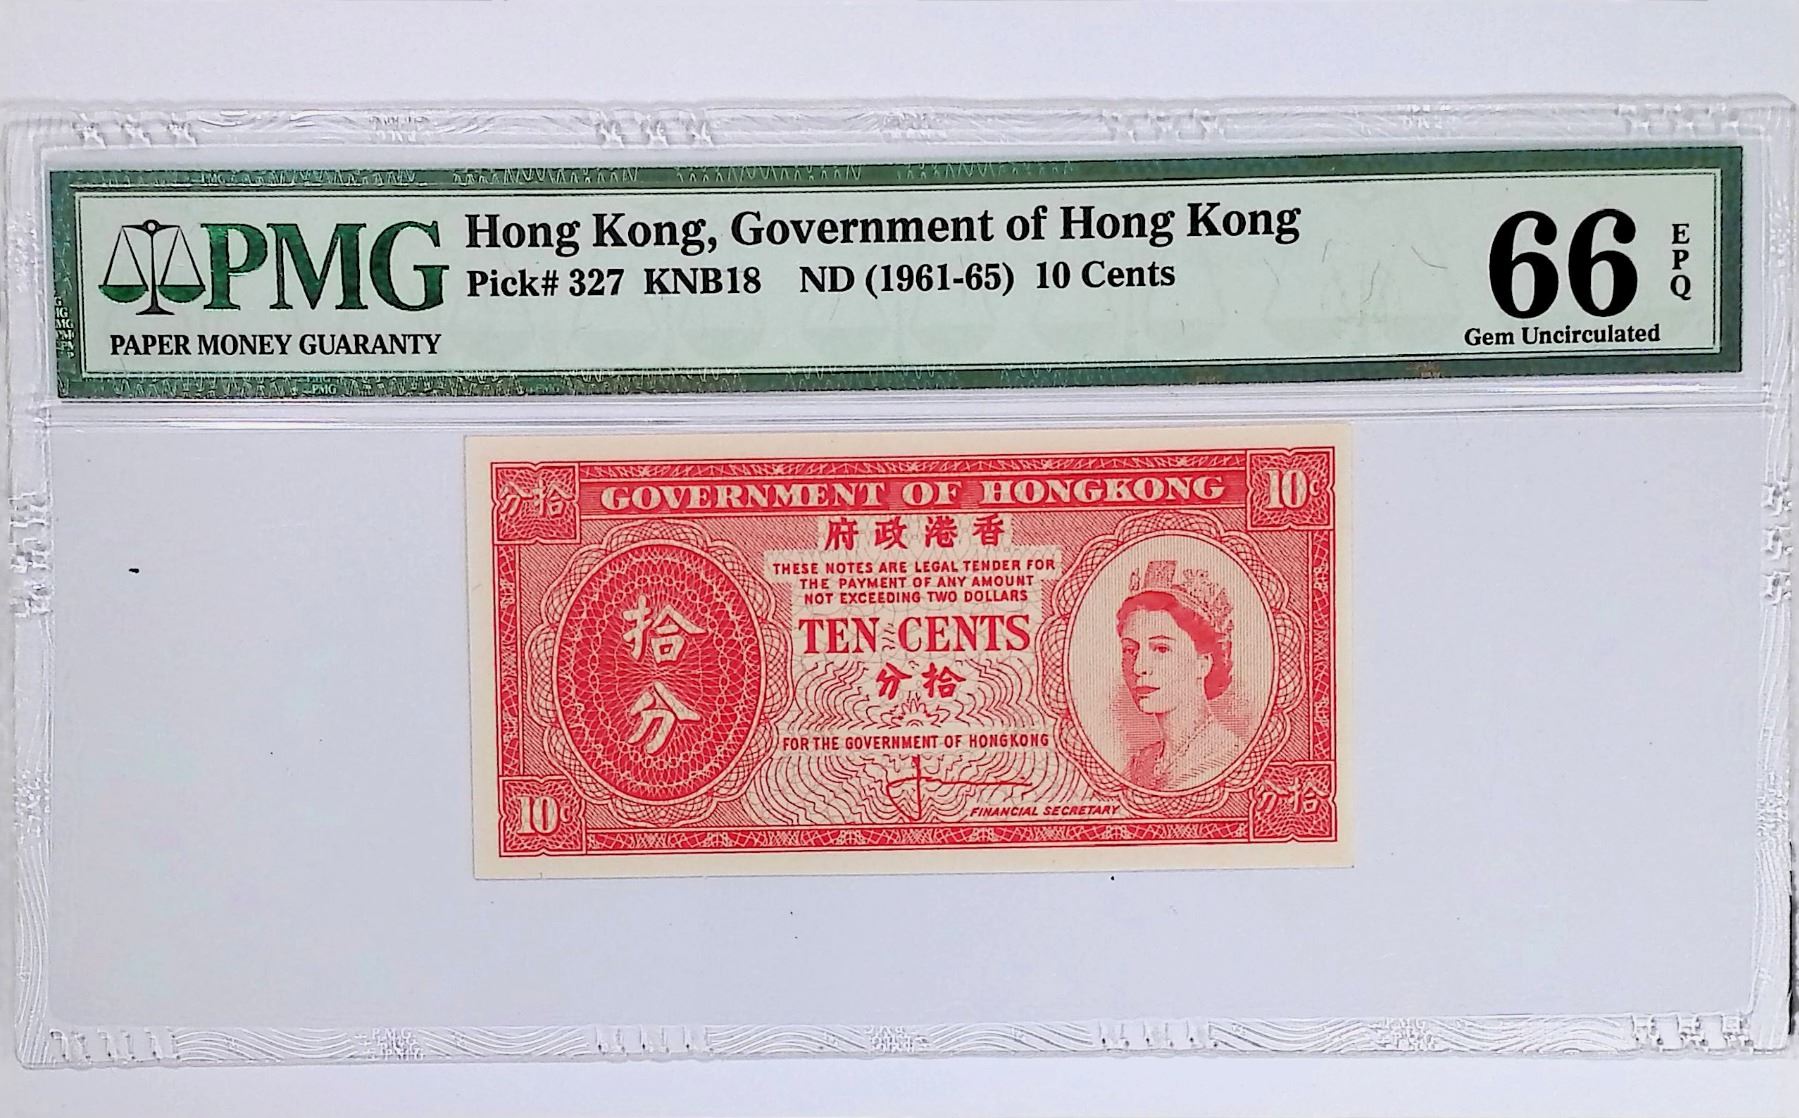 PMG
PAPER MONEY GUARANTY
Hong Kong, Government of Hong Kong
Pick# 327 KNB18 ND (1961-65) 10 Cents
66
EPQ
Gem Uncirculated
分拾 GOVERNMENT OF HONGKONG 10c
府政港香
THESE NOTES ARE LEGAL TENDER FOR
THE PAYMENT OF ANY AMOUNT
NOT EXCEEDING TWO DOLLARS
拾
分
TEN CENTS
分拾
FOR THE GOVERNMENT OF HONGKONG
FINANCIAL SECRETARY
10c 分拾